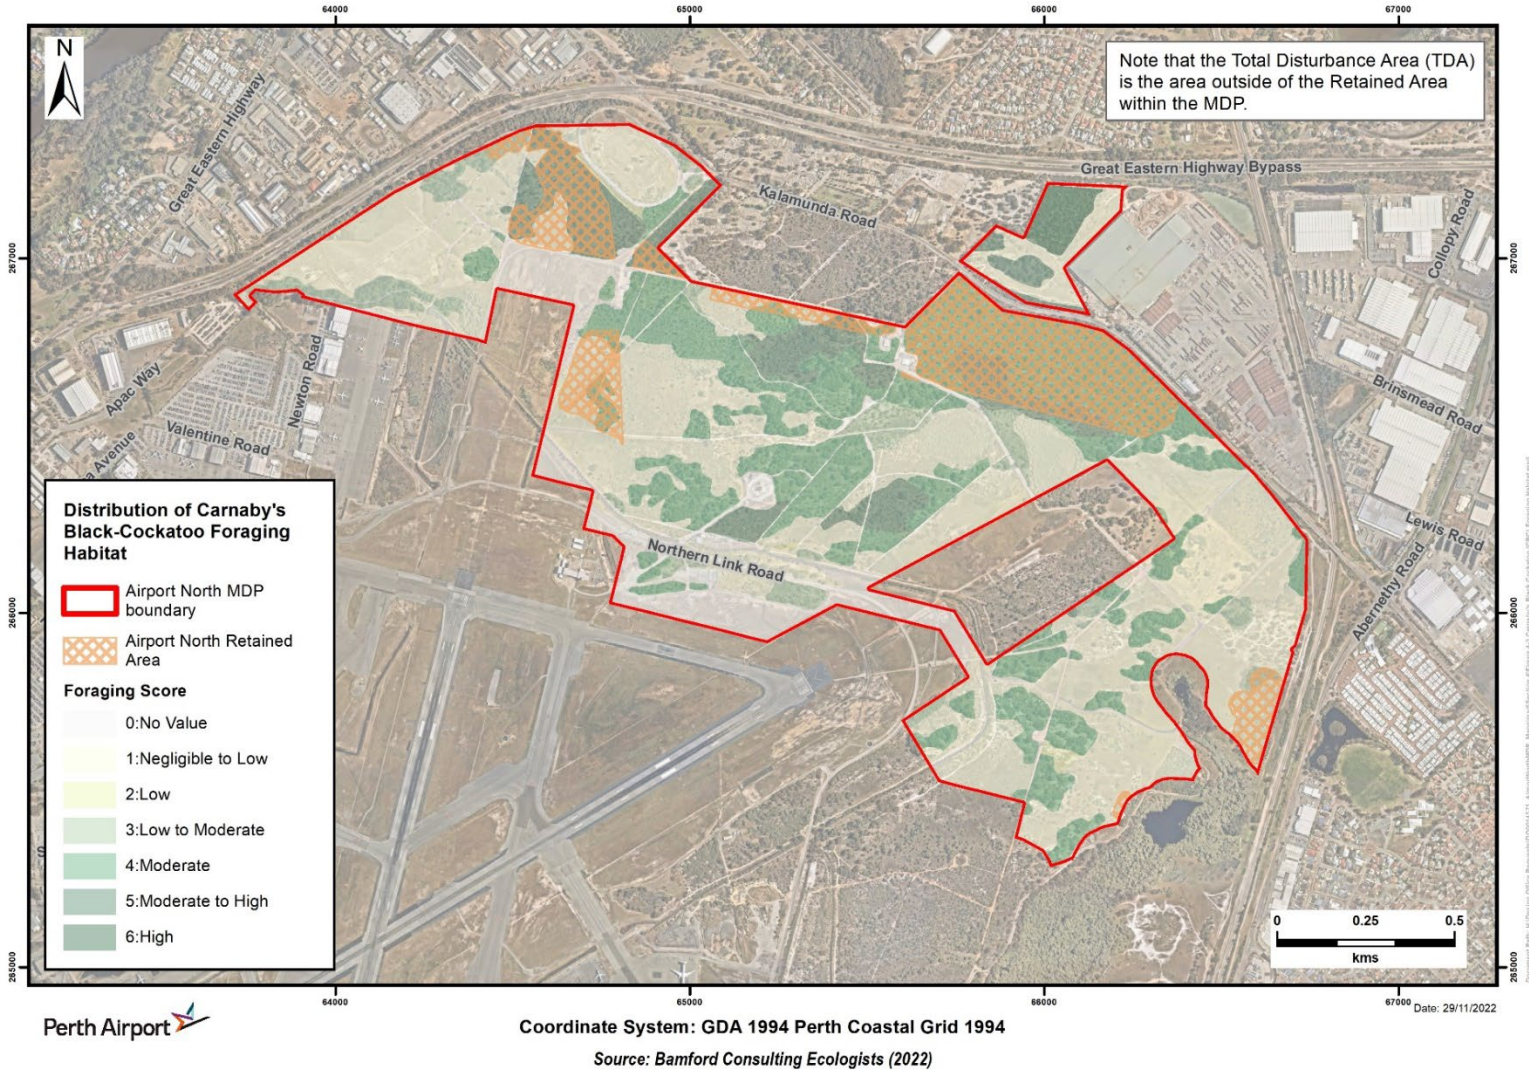 64000
65000
66000
67000
N
Note that the Total Disturbance Area (TDA)
is the area outside of the Retained Area
within the MDP.
Great Eastern Highway
Great Eastern Highway Bypass
Kalamunda Road
Collopy Road
267000
267000
Apac Way
Newton Road
Valentine Road
Avenue
Brinsmead Road
Lewis Road
Abernethy Road
Northern Link Road
266000
266000
Distribution of Carnaby's
Black-Cockatoo Foraging
Habitat
Airport North MDP
boundary
Airport North Retained
Area
Foraging Score
0:No Value
1:Negligible to Low
2:Low
3:Low to Moderate
4:Moderate
5:Moderate to High
6:High
0 0.25 0.5
kms
265000
265000
64000
65000
66000
67000
Date: 29/11/2022
Perth Airport
Coordinate System: GDA 1994 Perth Coastal Grid 1994
Source: Bamford Consulting Ecologists (2022)